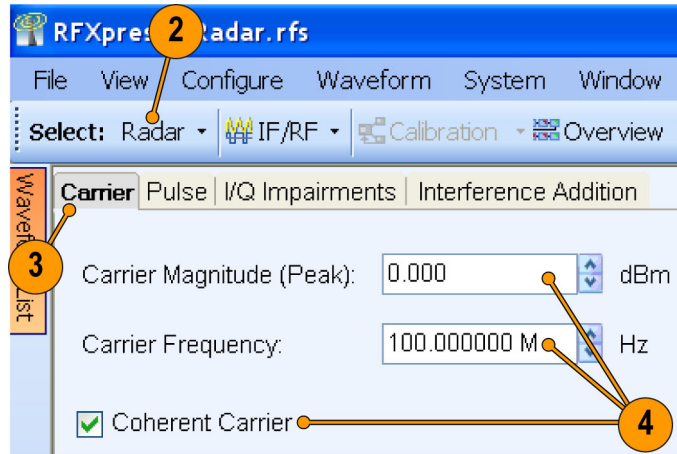 RFXpres Radar.rfs
2
File View Configure Waveform System Window
Select: Radar IF/RF Calibration Overview
Carrier Pulse I/Q Impairments Interference Addition
3
List
Carrier Magnitude (Peak): 0.000 dBm
Carrier Frequency: 100.000000 M Hz
Coherent Carrier
4